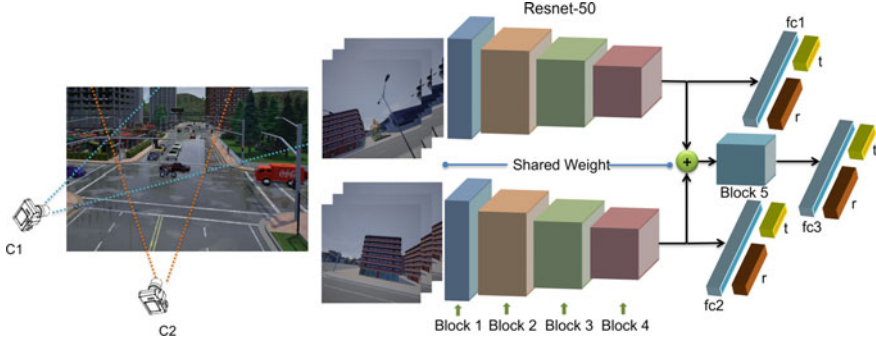 Resnet-50
fc1
t
r
Shared Weight
+
Block 5
t
r
fc3
C1
C2
t
r
fc2
Block 1
Block 2
Block 3
Block 4